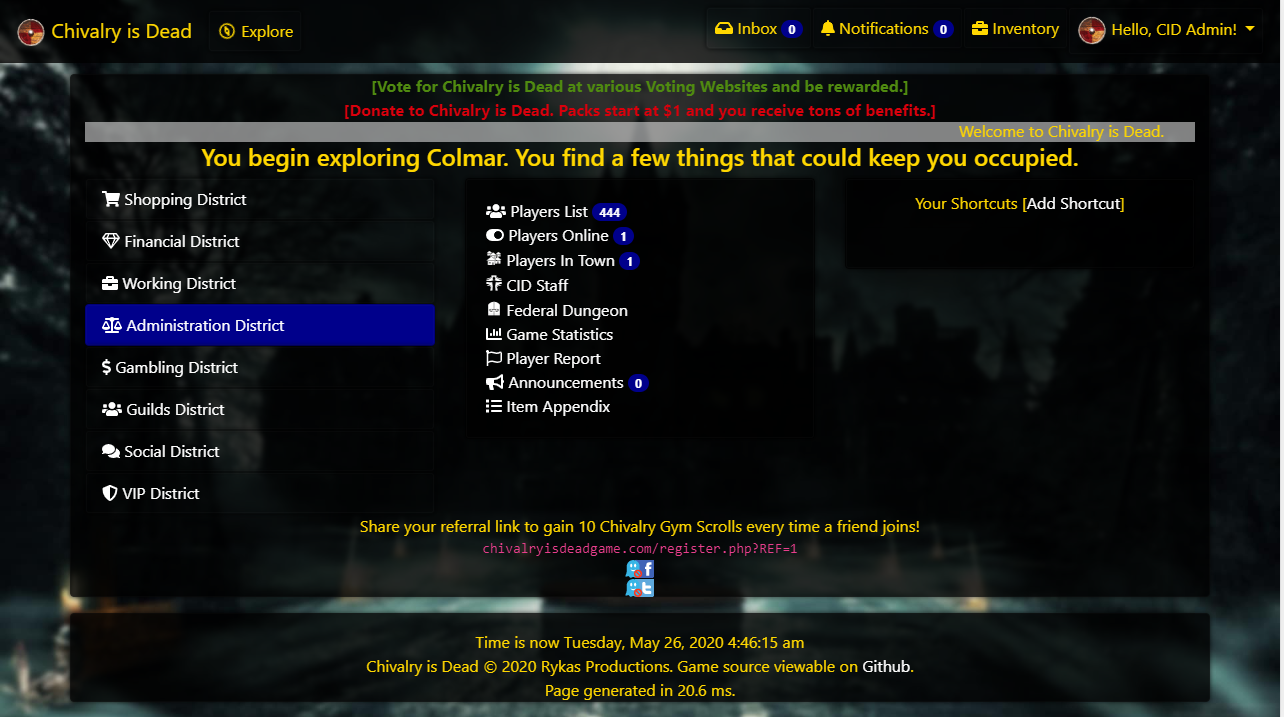 Chivalry is Dead
Explore
Inbox 0
Notifications 0
Inventory
Hello, CID Admin!
[Vote for Chivalry is Dead at various Voting Websites and be rewarded.]
[Donate to Chivalry is Dead. Packs start at $1 and you receive tons of benefits.]
Welcome to Chivalry is Dead.
You begin exploring Colmar. You find a few things that could keep you occupied.
Shopping District
Financial District
Working District
Administration District
Gambling District
Guilds District
Social District
VIP District
Players List 444
Players Online 1
Players In Town 1
CID Staff
Federal Dungeon
Game Statistics
Player Report
Announcements 0
Item Appendix
Your Shortcuts [Add Shortcut]
Share your referral link to gain 10 Chivalry Gym Scrolls every time a friend joins!
chivalryisdeadgame.com/register.php?REF=1
Time is now Tuesday, May 26, 2020 4:46:15 am
Chivalry is Dead © 2020 Rykas Productions. Game source viewable on Github.
Page generated in 20.6 ms.